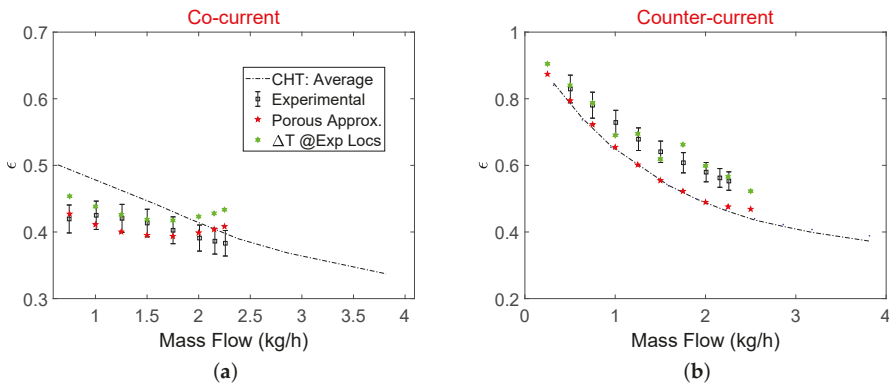 Co-current
0.7
0.6
0.5
0.4
0.3
ϵ
1
1.5
2
2.5
3
3.5
4
Mass Flow (kg/h)
CHT: Average
Experimental
Porous Approx.
ΔT @Exp Locs
(a)
Counter-current
1
0.8
0.6
0.4
0.2
ϵ
0
1
2
3
4
Mass Flow (kg/h)
(b)